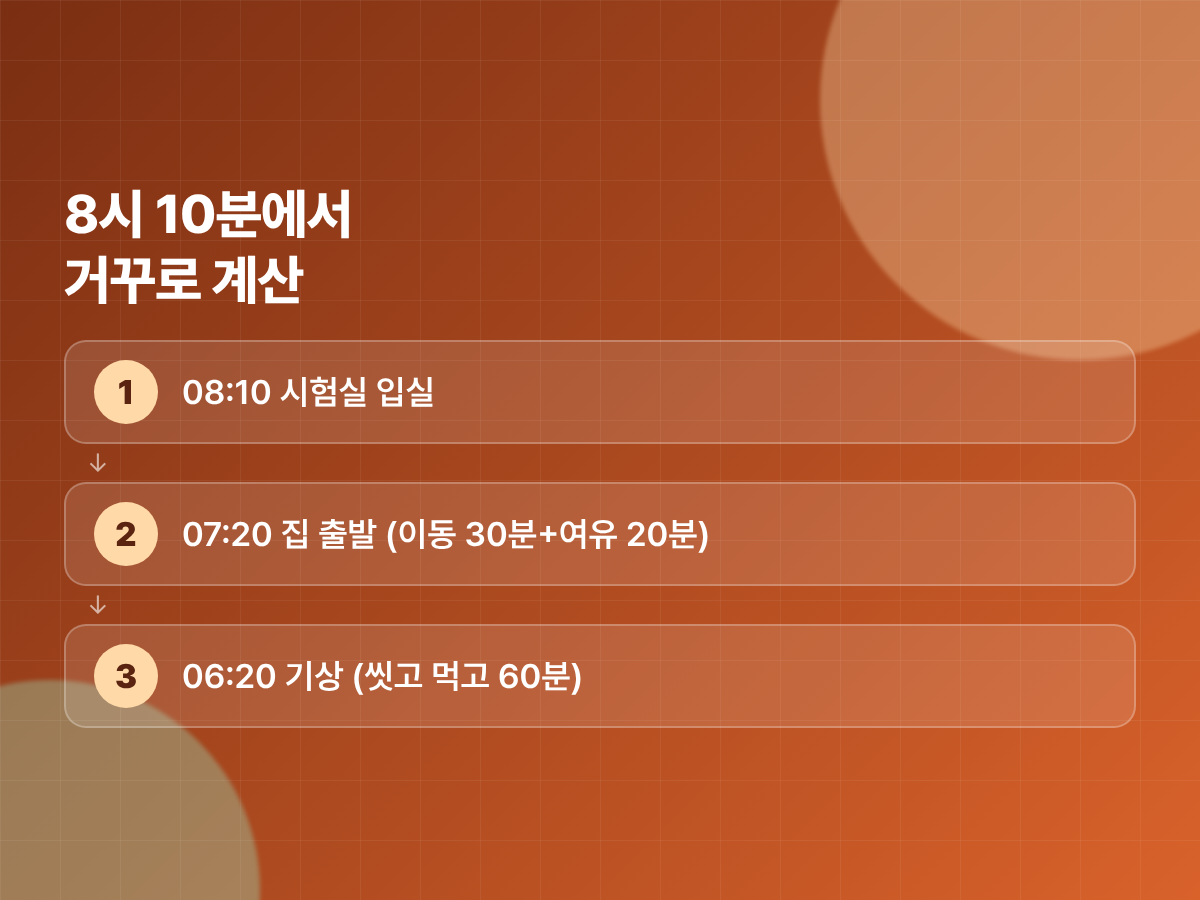 8시 10분에서
거꾸로 계산
1 08:10 시험실 입실
↓
2 07:20 집 출발 (이동 30분+여유 20분)
↓
3 06:20 기상 (씻고 먹고 60분)